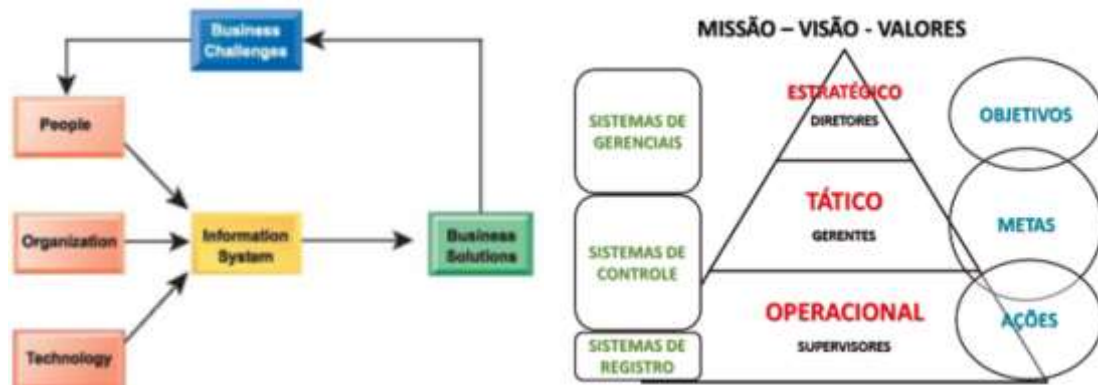 Business
Challenges
People
Organization
Technology
Information
System
Business
Solutions
MISSÃO – VISÃO - VALORES
SISTEMAS DE
GERENCIAIS
SISTEMAS DE
CONTROLE
SISTEMAS DE
REGISTRO
ESTRATÉGICO
DIRETORES
TÁTICO
GERENTES
OPERACIONAL
SUPERVISORES
OBJETIVOS
METAS
AÇÕES